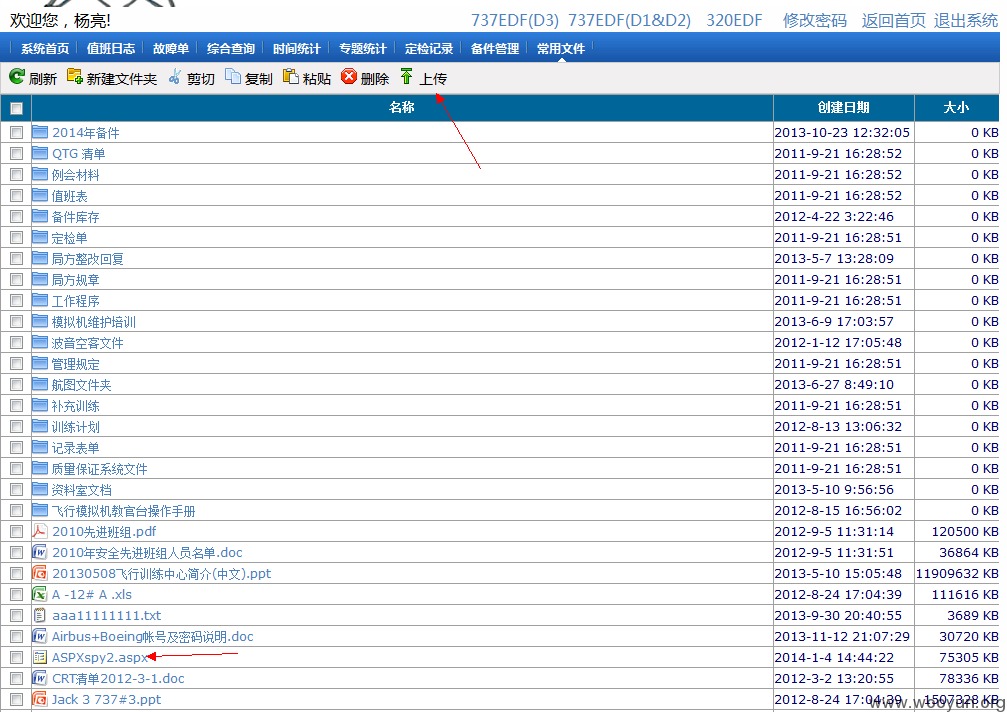 欢迎您，杨亮!
737EDF(D3) 737EDF(D1&D2) 320EDF 修改密码 返回首页 退出系统
系统首页 值班日志 故障单 综合查询 时间统计 专题统计 定检记录 备件管理 常用文件
刷新 新建文件夹 剪切 复制 粘贴 删除 上传
名称 创建日期 大小
2014年备件 2013-10-23 12:32:05 0 KB
QTG 清单 2011-9-21 16:28:52 0 KB
例会材料 2011-9-21 16:28:52 0 KB
值班表 2011-9-21 16:28:52 0 KB
备件库存 2012-4-22 3:22:46 0 KB
定检单 2011-9-21 16:28:51 0 KB
局方整改回复 2013-5-7 13:28:09 0 KB
局方规章 2011-9-21 16:28:51 0 KB
工作程序 2011-9-21 16:28:51 0 KB
模拟机维护培训 2013-6-9 17:03:57 0 KB
波音空客文件 2012-1-12 17:05:48 0 KB
管理规定 2011-9-21 16:28:51 0 KB
航图文件夹 2013-6-27 8:49:10 0 KB
补充训练 2011-9-21 16:28:51 0 KB
训练计划 2012-8-13 13:06:32 0 KB
记录表单 2011-9-21 16:28:51 0 KB
质量保证系统文件 2011-9-21 16:28:51 0 KB
资料室文档 2013-5-10 9:56:56 0 KB
飞行模拟机教官台操作手册 2012-8-15 16:56:02 0 KB
2010先进班组.pdf 2012-9-5 11:31:14 120500 KB
2010年安全先进班组人员名单.doc 2012-9-5 11:31:51 36864 KB
20130508飞行训练中心简介(中文).ppt 2013-5-10 15:05:48 11909632 KB
A -12# A .xls 2012-8-24 17:04:39 111616 KB
aaa11111111.txt 2013-9-30 20:40:55 3689 KB
Airbus+Boeing帐号及密码说明.doc 2013-11-12 21:07:29 30720 KB
ASPXspy2.aspx 2014-1-4 14:44:22 75305 KB
CRT清单2012-3-1.doc 2012-3-2 13:20:55 78336 KB
Jack 3 737#3.ppt 2012-8-24 17:04:39 1507328 KB
www.wooyun.org